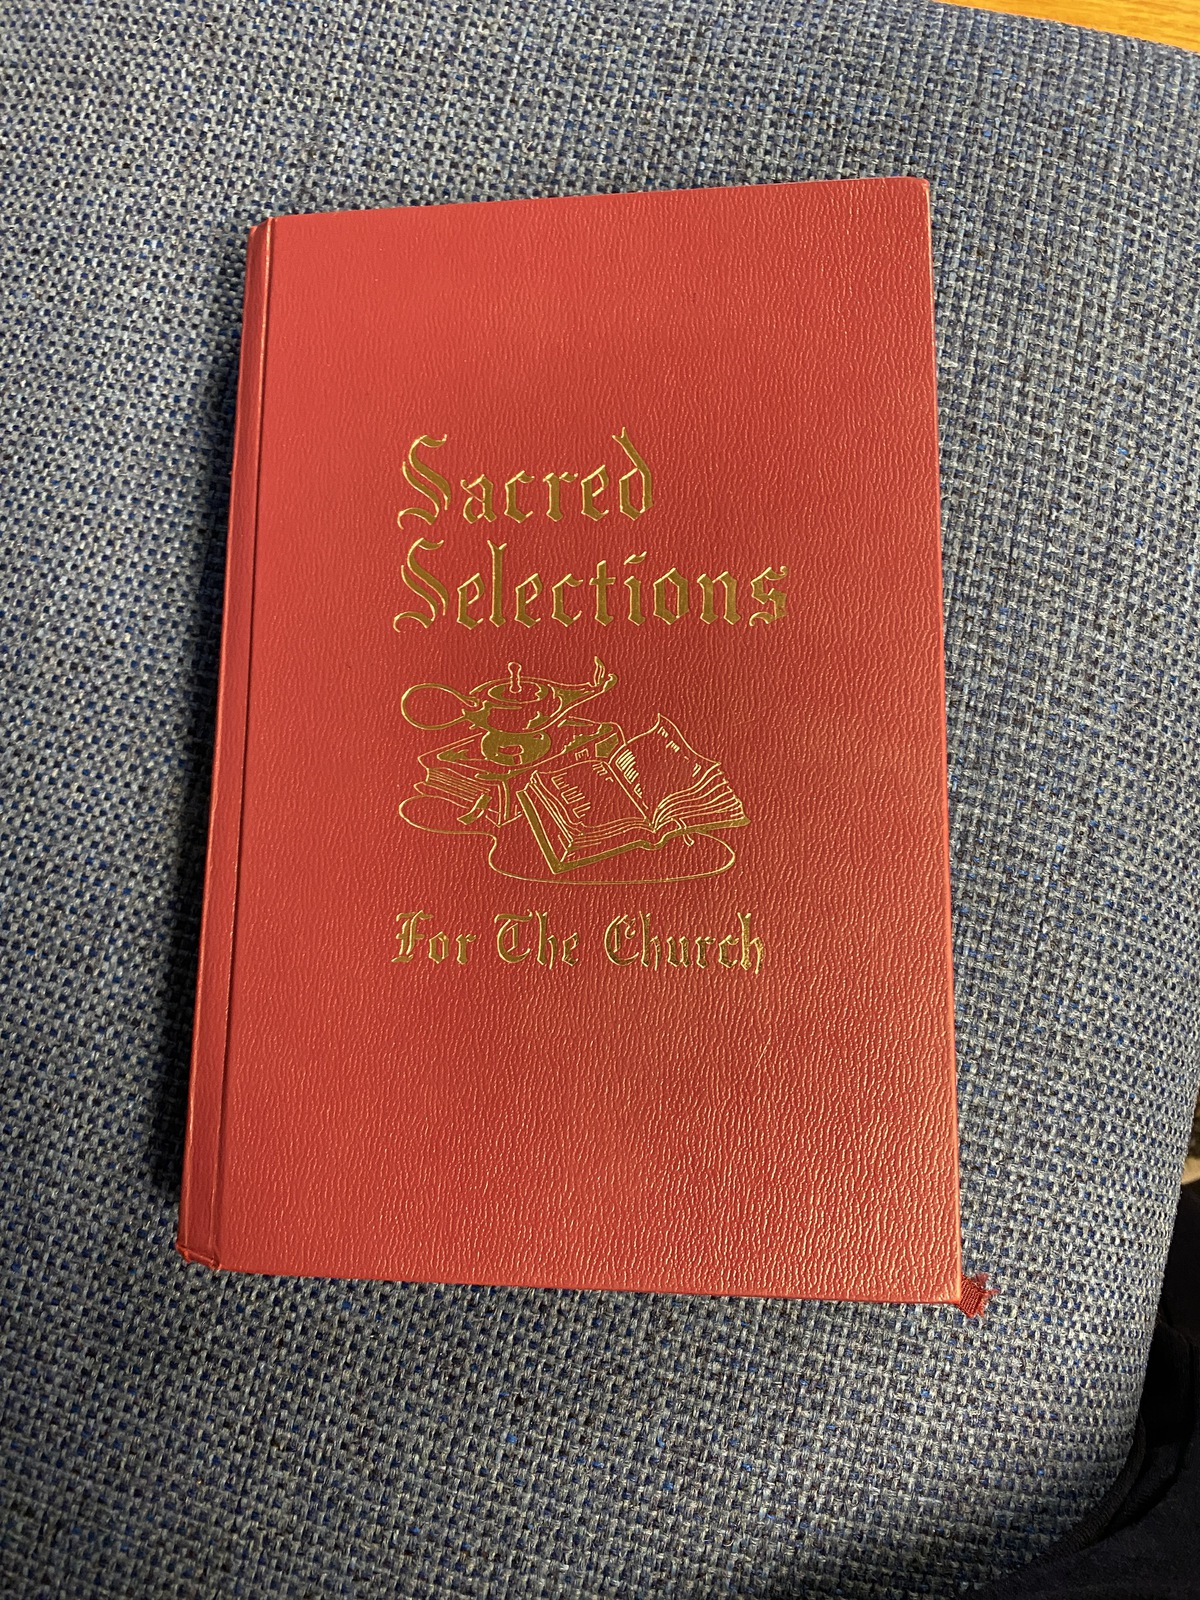 Sacred
Selections
For The Church